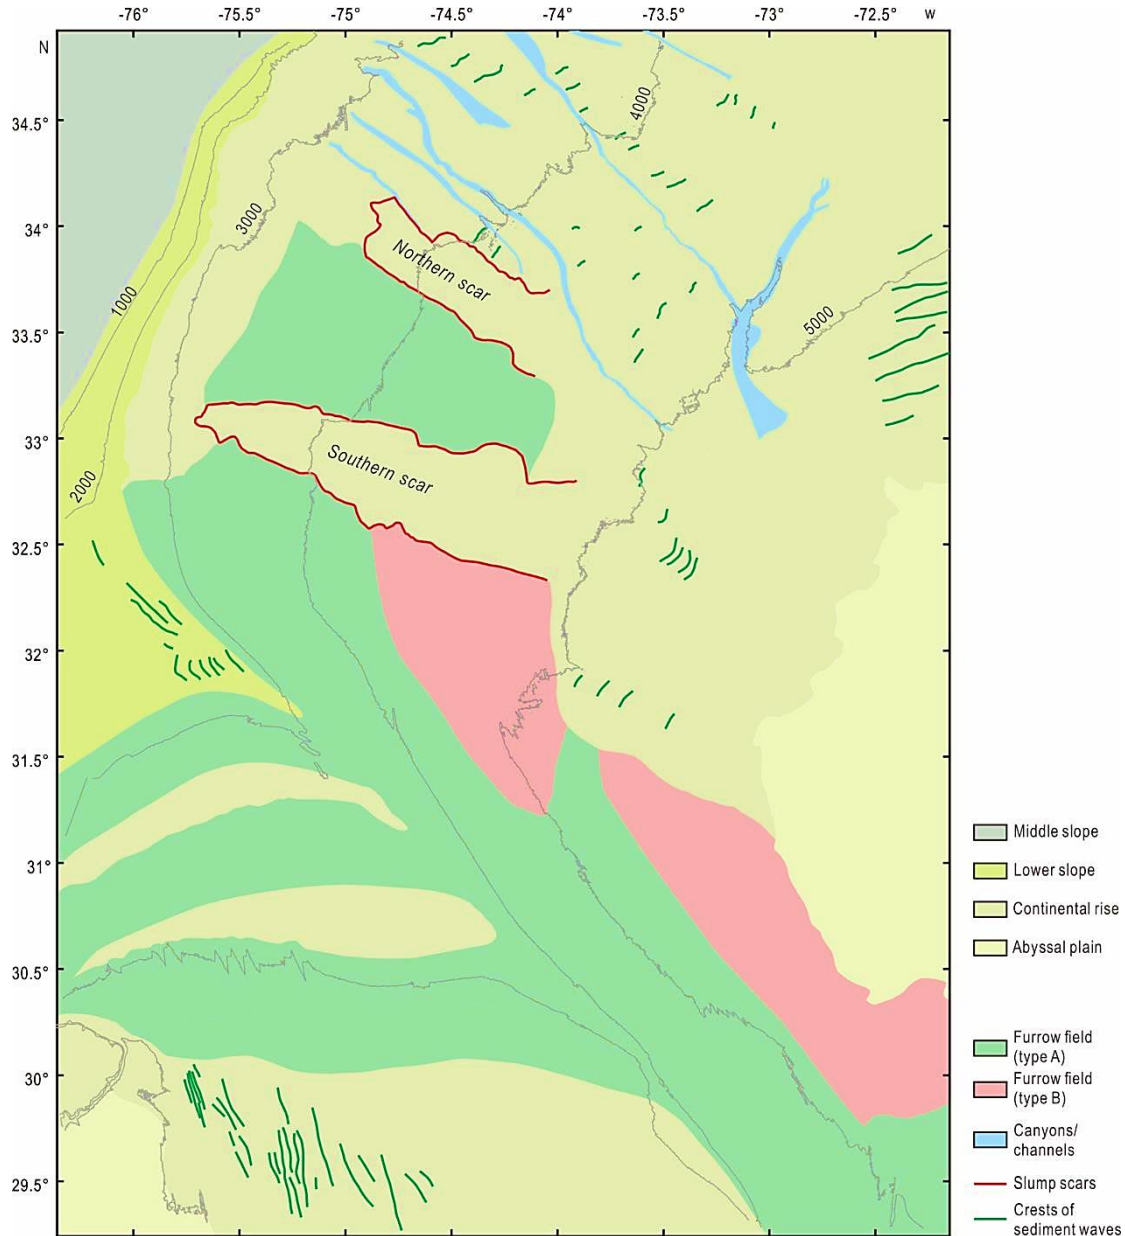 -76° -75.5° -75° -74.5° -74° -73.5° -73° -72.5° W
N
34.5°
34°
33.5°
33°
32.5°
32°
31.5°
31°
30.5°
30°
29.5°
4000
3000
Northern scar
1000
5000
Southern scar
2000
Middle slope
Lower slope
Continental rise
Abyssal plain
Furrow field
(type A)
Furrow field
(type B)
Canyons/
channels
Slump scars
Crests of
sediment waves